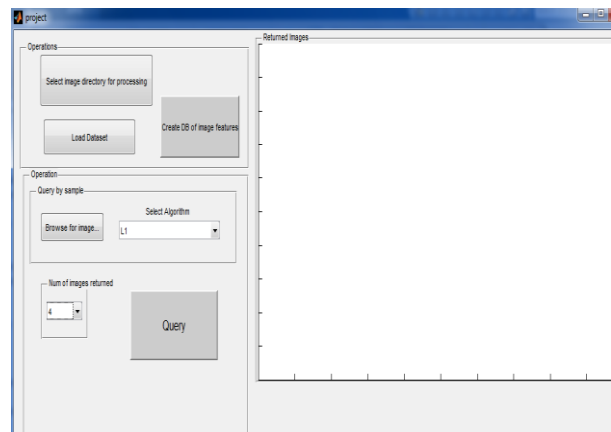 project
Operations
Select image directory for processing
Load Dataset
Create DB of image features
Operation
Query by sample
Browse for image...
Select Algorithm
L1
Num of images returned
4
Query
Returned Images